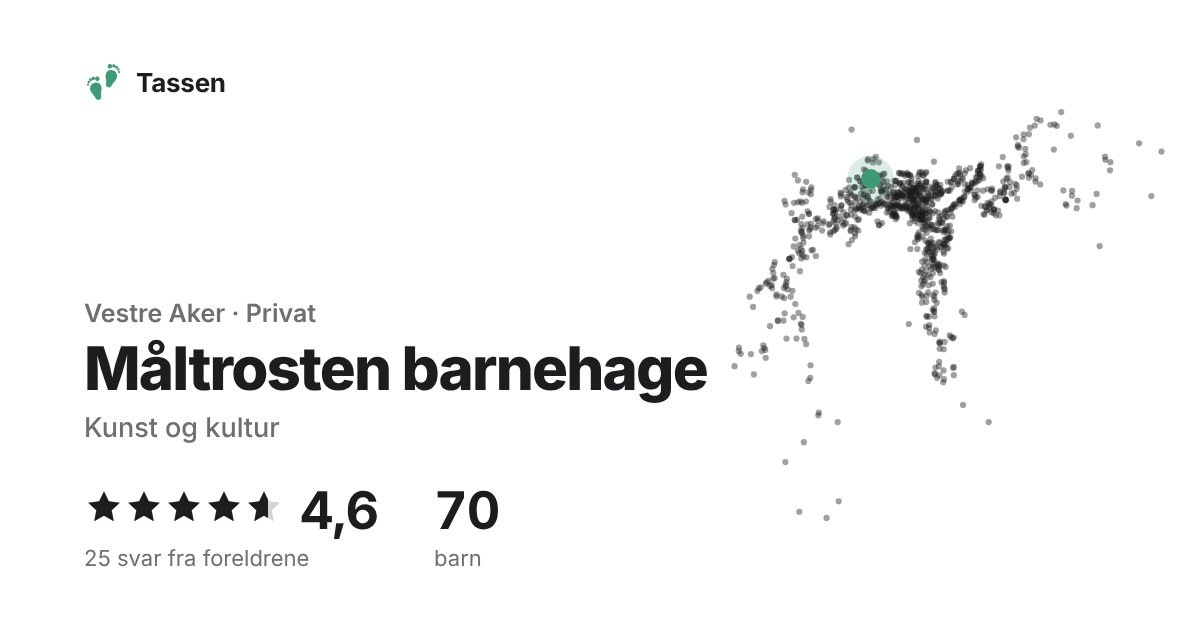 Tassen
Vestre Aker · Privat
Måltrosten barnehage
Kunst og kultur
4,6
25 svar fra foreldrene
70
barn